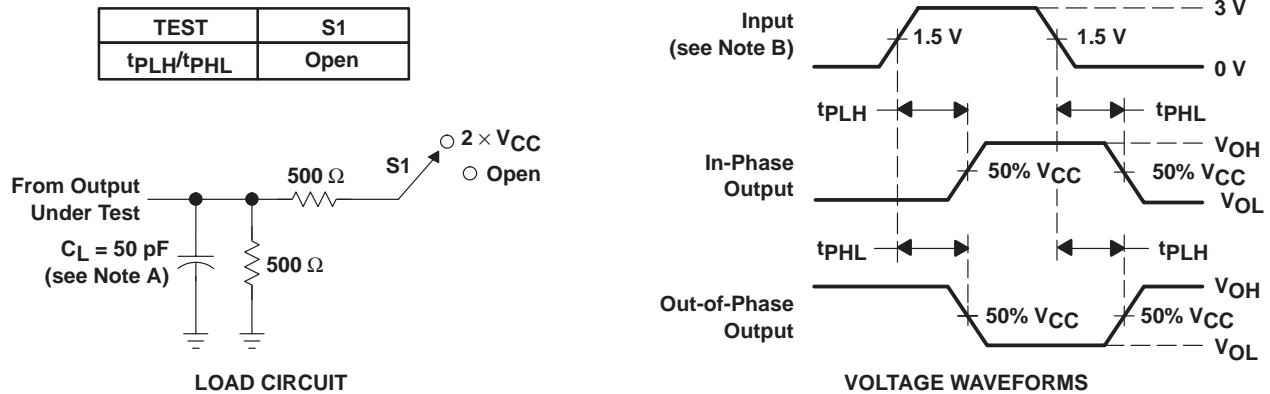 TEST S1
tPLH/tPHL Open
S1
2 × VCC
Open
500 Ω
From Output
Under Test
CL = 50 pF
(see Note A)
500 Ω
LOAD CIRCUIT
Input
(see Note B)
1.5 V
1.5 V
3 V
0 V
tPLH
tPHL
In-Phase
Output
50% VCC
VOH
50% VCC
VOL
tPHL
tPLH
Out-of-Phase
Output
50% VCC
VOH
50% VCC
VOL
VOLTAGE WAVEFORMS